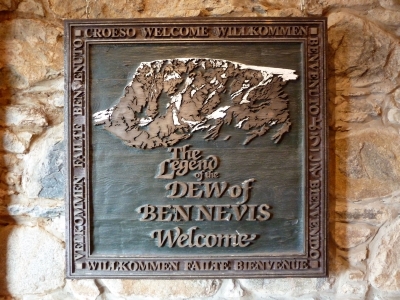 CROESO WELCOME WILLKOMMEN
The
Legend
of the
DEW of
BEN NEVIS
Welcome
WILLKOMMEN FAILTE BIENVENUE
VELKOMMEN FAILTE BENVENUTO
BENVENUTO